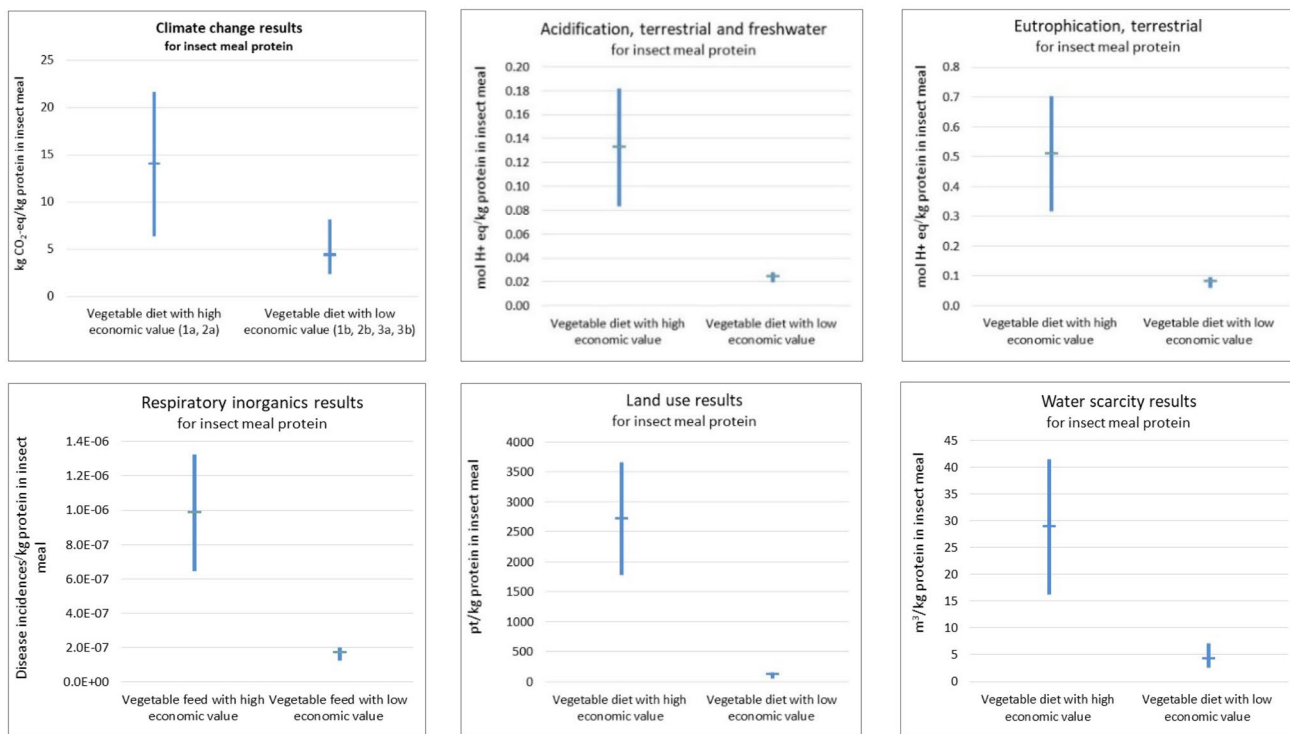 Climate change results
for insect meal protein
kg CO₂-eq/kg protein in insect meal
25
20
15
10
5
0
Vegetable diet with high
economic value (1a, 2a)
Vegetable diet with low
economic value (1b, 2b, 3a, 3b)
Acidification, terrestrial and freshwater
for insect meal protein
mol H+ eq/kg protein in insect meal
0.20
0.18
0.16
0.14
0.12
0.10
0.08
0.06
0.04
0.02
0.00
Vegetable diet with high
economic value
Vegetable diet with low
economic value
Eutrophication, terrestrial
for insect meal protein
mol H+ eq/kg protein in insect meal
0.8
0.7
0.6
0.5
0.4
0.3
0.2
0.1
0.0
Vegetable diet with high
economic value
Vegetable diet with low
economic value
Respiratory inorganics results
for insect meal protein
Disease incidences/kg protein in insect
meal
1.4E-06
1.2E-06
1.0E-06
8.0E-07
6.0E-07
4.0E-07
2.0E-07
0.0E+00
Vegetable feed with high
economic value
Vegetable feed with low
economic value
Land use results
for insect meal protein
pt/kg protein in insect meal
4000
3500
3000
2500
2000
1500
1000
500
0
Vegetable diet with high
economic value
Vegetable diet with low
economic value
Water scarcity results
for insect meal protein
m³/kg protein in insect meal
45
40
35
30
25
20
15
10
5
0
Vegetable diet with high
economic value
Vegetable diet with low
economic value